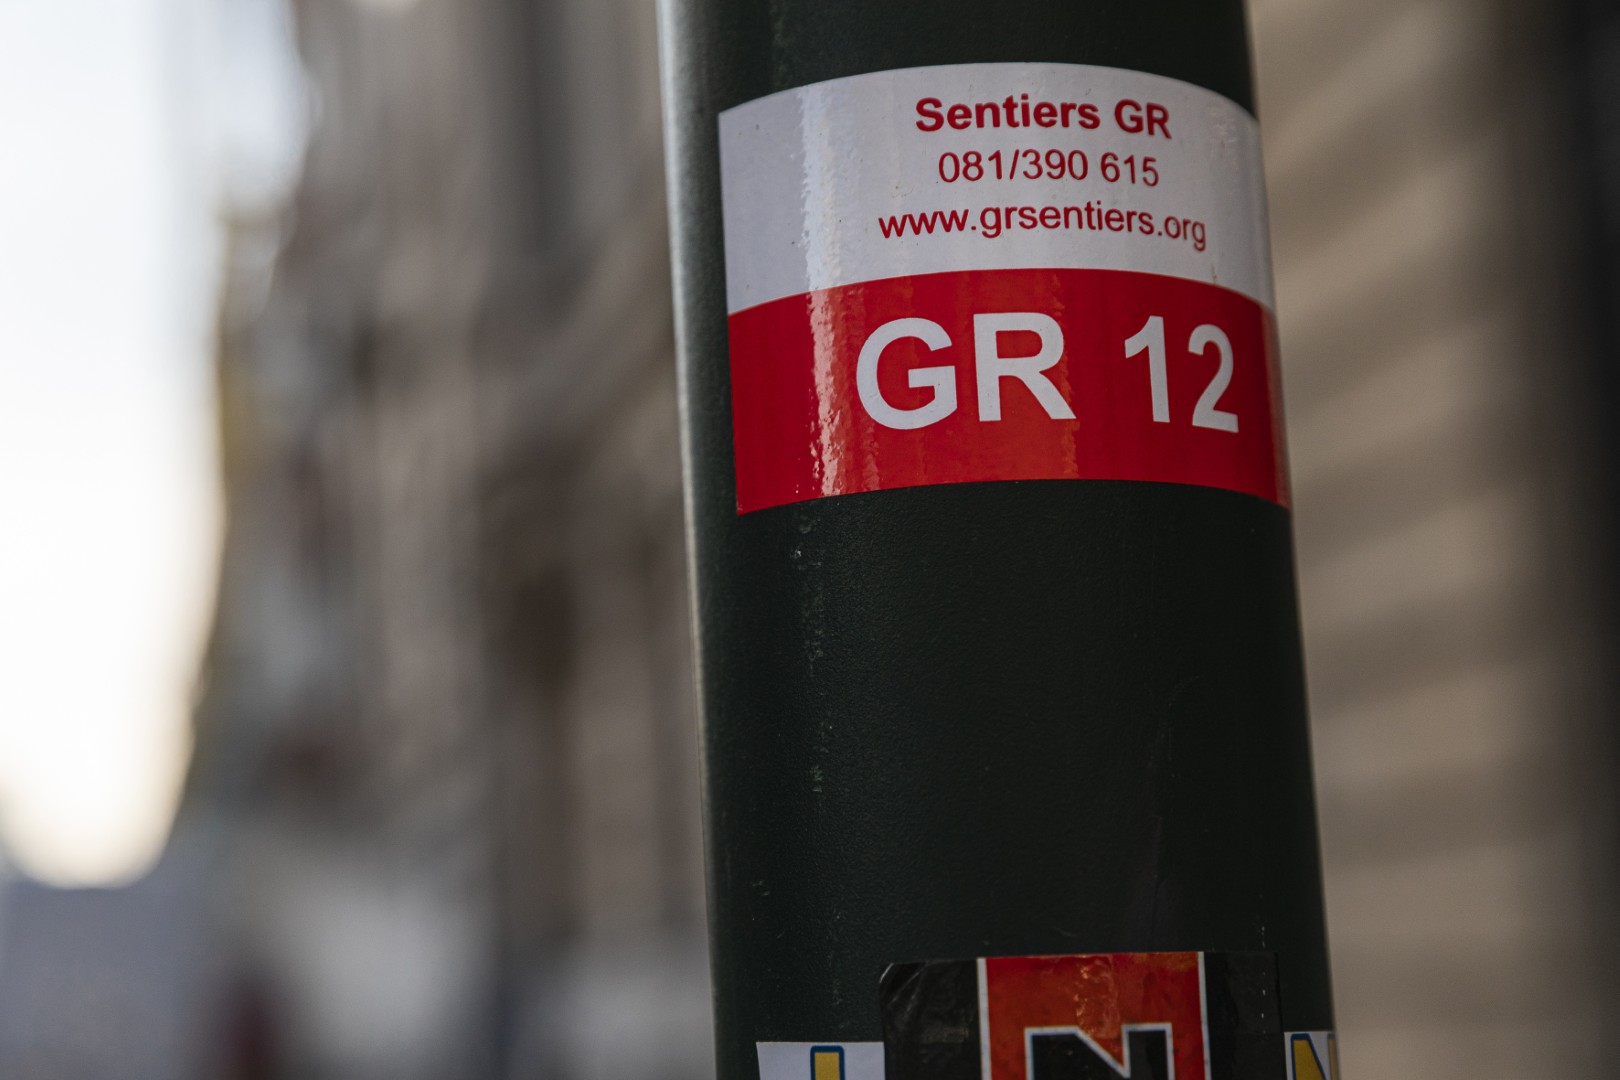 Sentiers GR
081/390 615
www.grsentiers.org
GR 12
N